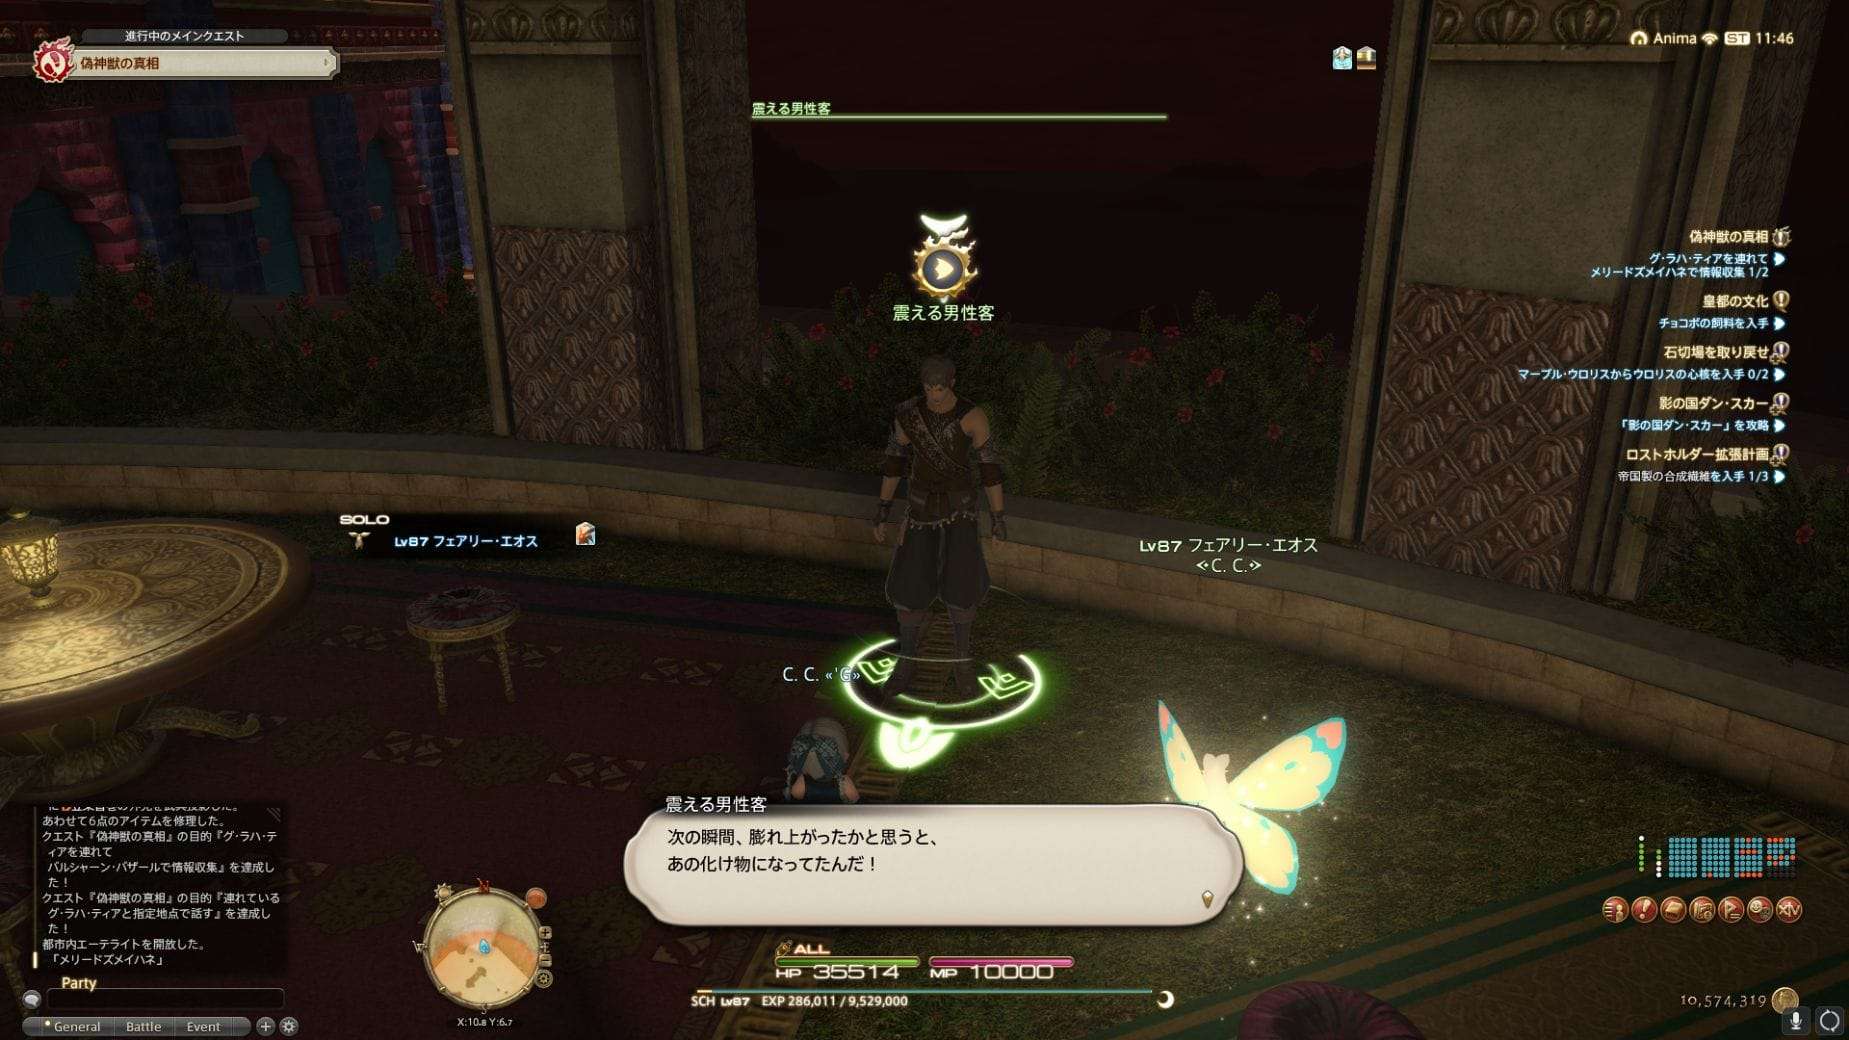 進行中のメインクエスト
偽神獣の真相
Anima ST 11:46
震える男性客
震える男性客
偽神獣の真相
グ・ラハ・ティアを連れて
メリードズメイハネで情報収集 1/2
皇都の文化
チョコボの飼料を入手
石切場を取り戻せ
マーブル・ウロリスからウロリスの心核を入手 0/2
影の国ダン・スカー
「影の国ダン・スカー」を攻略
ロストホルダー拡張計画
帝国製の合成繊維を入手 1/3
SOLO
Lv87 フェアリー・エオス
Lv87 フェアリー・エオス
C. C.
C. C. «'G»
震える男性客
次の瞬間、膨れ上がったかと思うと、
あの化け物になってたんだ！
あわせて6点のアイテムを修理した。
クエスト『偽神獣の真相』の目的『グ・ラハ・テ
ィアを連れて
バルシャーン・バザールで情報収集』を達成し
た！
クエスト『偽神獣の真相』の目的『連れている
グ・ラハ・ティアと指定地点で話す』を達成し
た！
都市内エーテライトを開放した。
「メリードズメイハネ」
Party
General Battle Event
N
W
X:10.8 Y:6.7
ALL
HP 35514 MP 10000
SCH Lv87 EXP 286,011 / 9,529,000
XIV
10,574,319